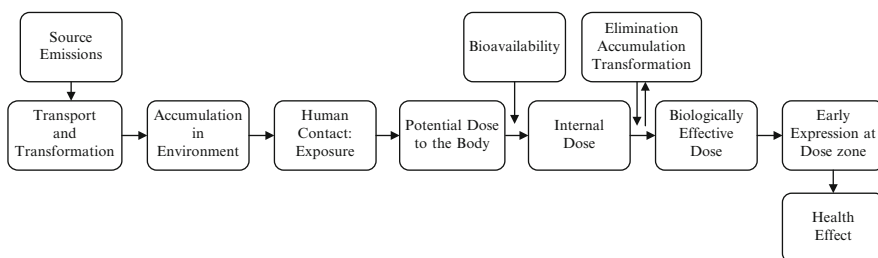 Source
Emissions
Bioavailability
Elimination
Accumulation
Transformation
Transport
and
Transformation
Accumulation
in
Environment
Human
Contact:
Exposure
Potential Dose
to the Body
Internal
Dose
Biologically
Effective
Dose
Early
Expression at
Dose zone
Health
Effect